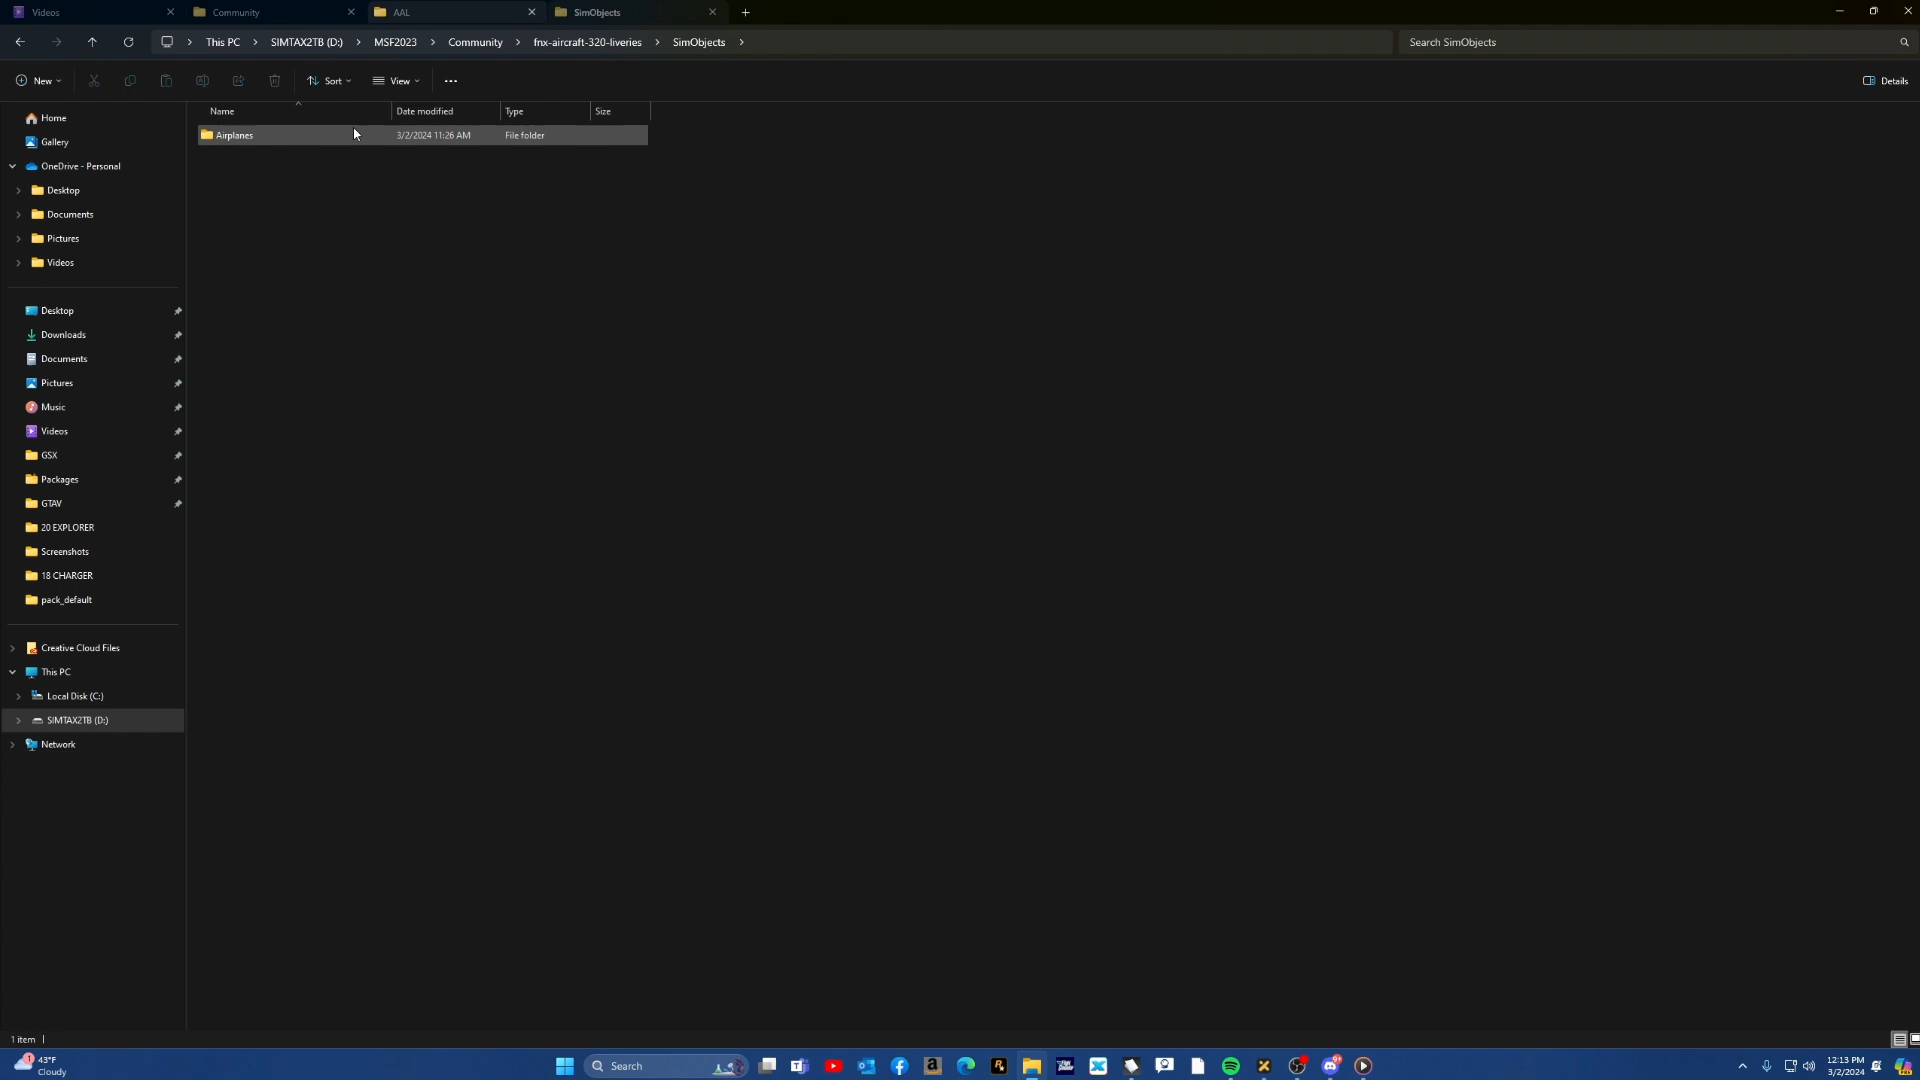 Videos
Community
AAL
SimObjects
This PC > SIMTAX2TB (D:) > MSF2023 > Community > fnx-aircraft-320-liveries > SimObjects >
Search SimObjects
New
Sort
View
Details
Name
Date modified
Type
Size
Airplanes
3/2/2024 11:26 AM
File folder
Home
Gallery
OneDrive - Personal
Desktop
Documents
Pictures
Videos
Desktop
Downloads
Documents
Pictures
Music
Videos
GSX
Packages
GTAV
20 EXPLORER
Screenshots
18 CHARGER
pack_default
Creative Cloud Files
This PC
Local Disk (C:)
SIMTAX2TB (D:)
Network
1 item
1
43°F
Cloudy
Search
12:13 PM
3/2/2024